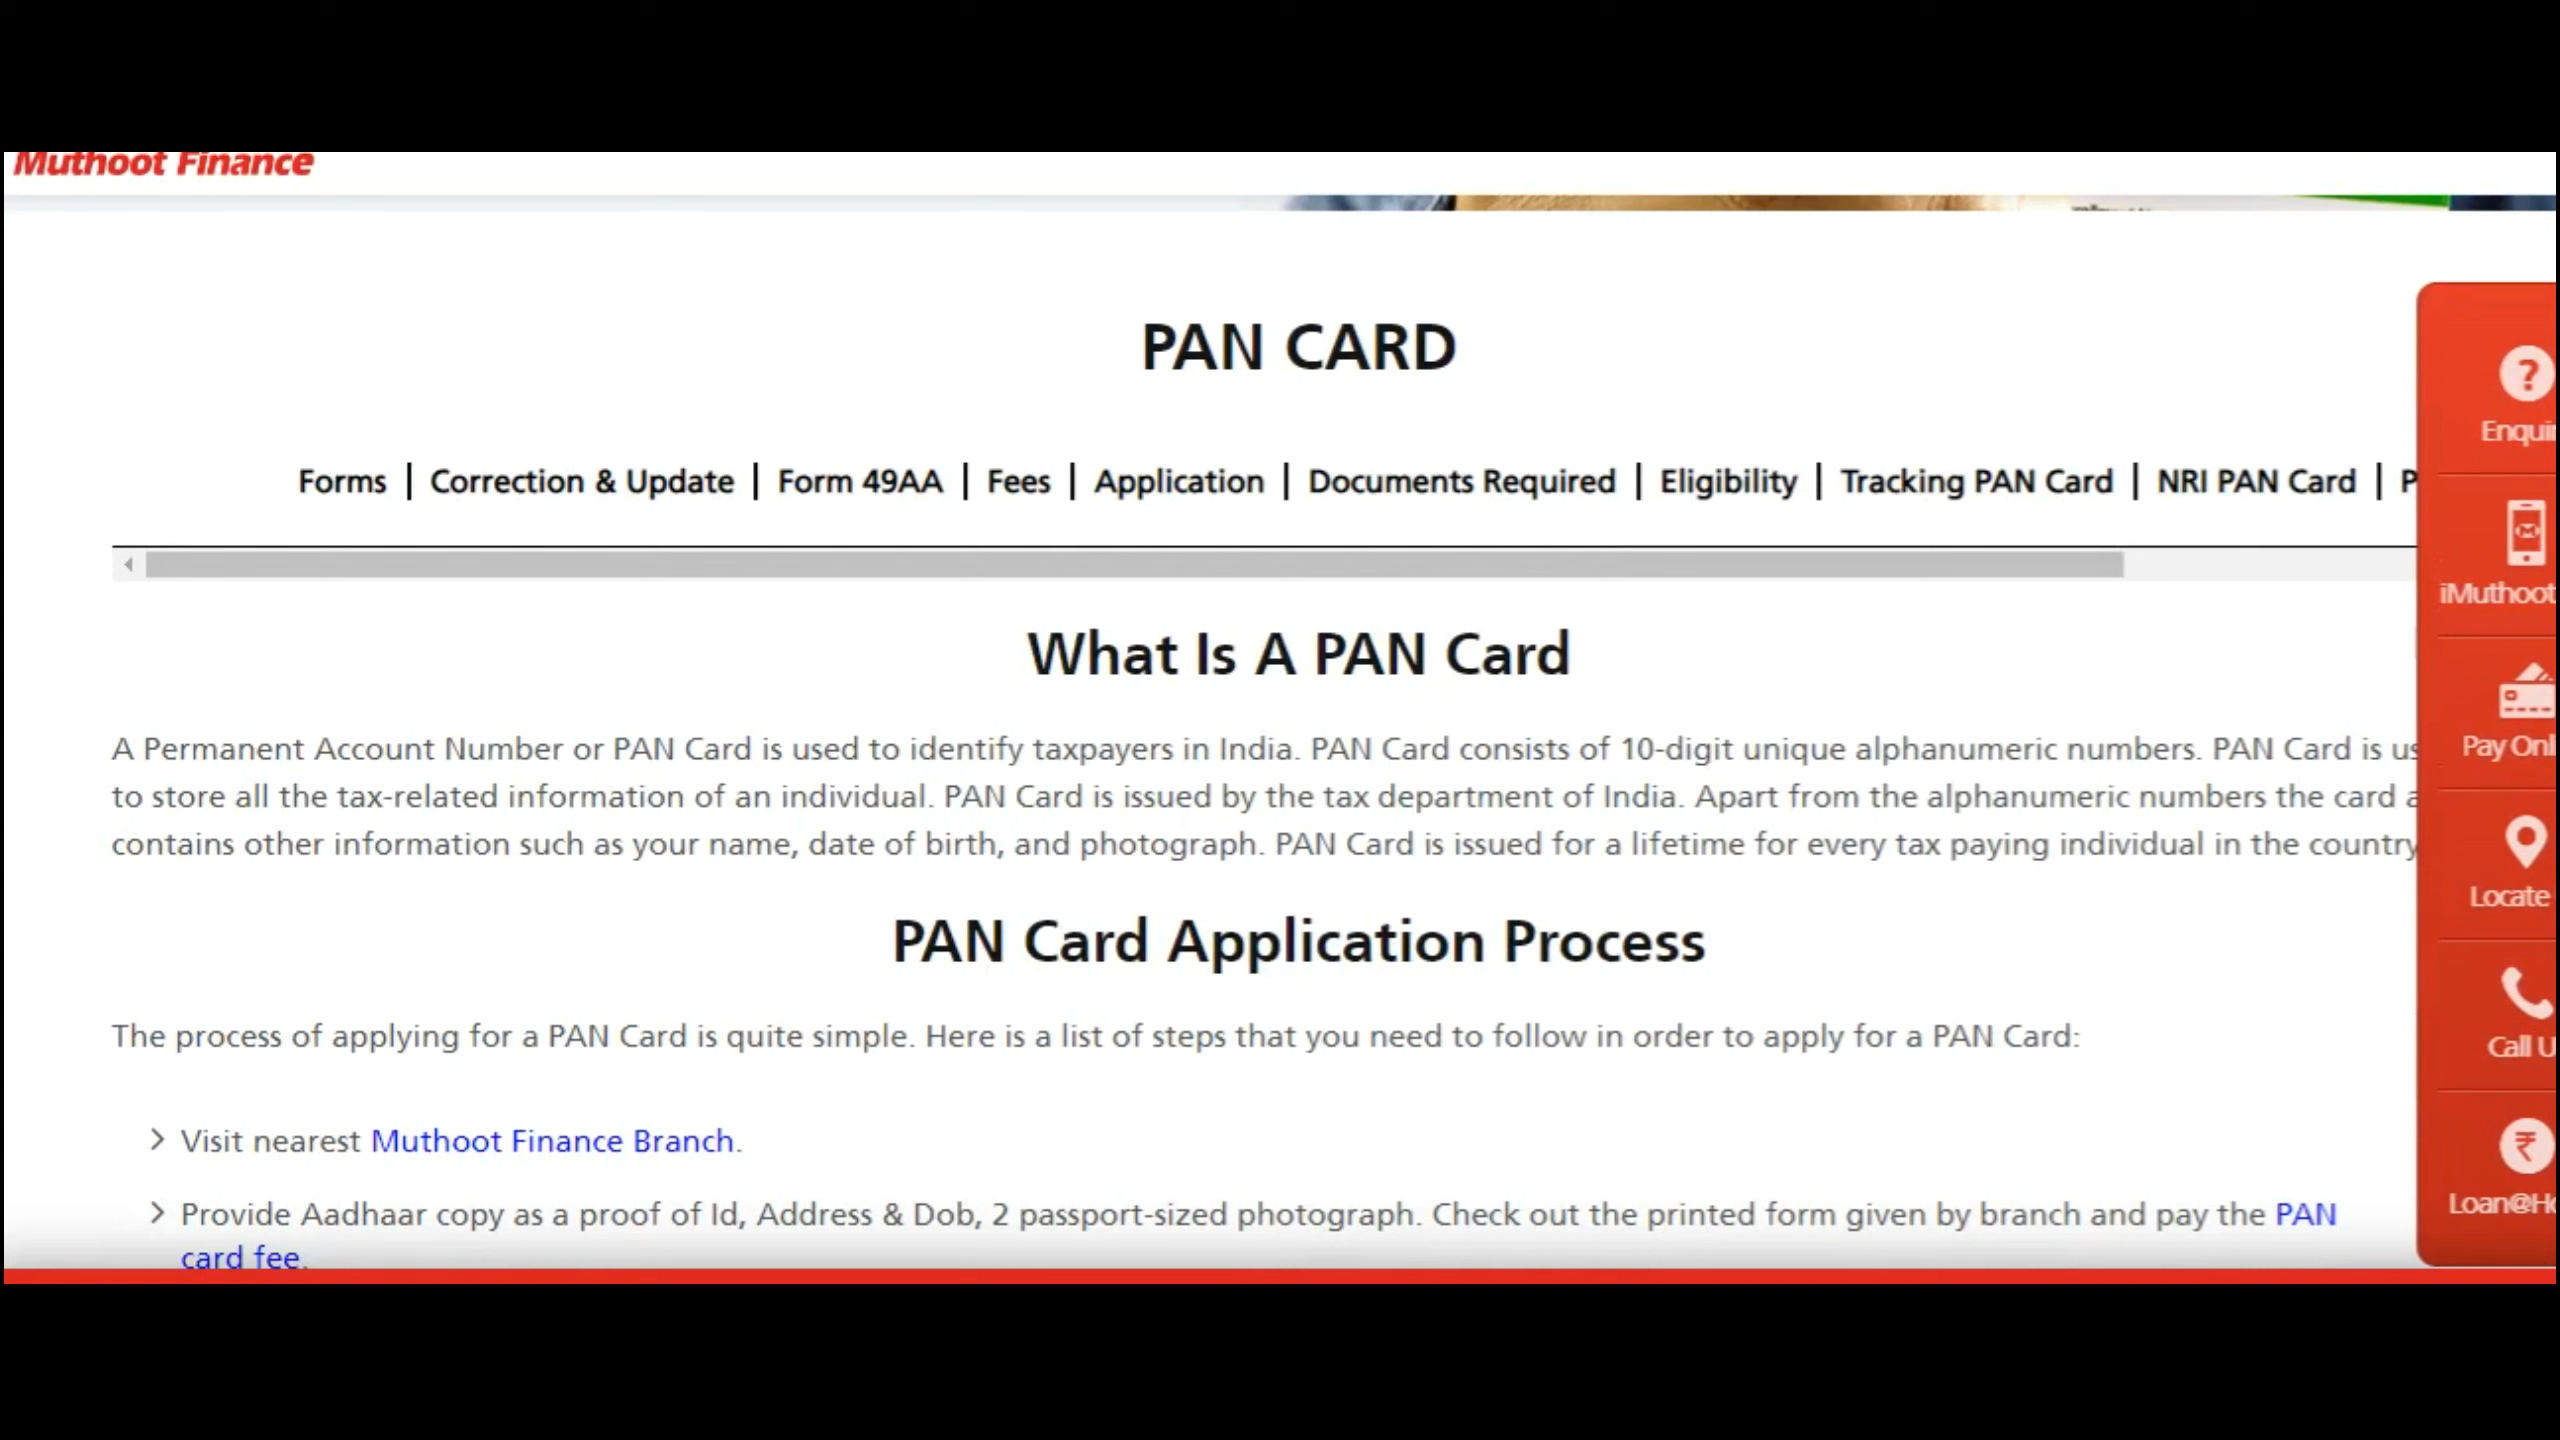 Muthoot Finance
PAN CARD
Forms | Correction & Update | Form 49AA | Fees | Application | Documents Required | Eligibility | Tracking PAN Card | NRI PAN Card | P
What Is A PAN Card
A Permanent Account Number or PAN Card is used to identify taxpayers in India. PAN Card consists of 10-digit unique alphanumeric numbers. PAN Card is us
to store all the tax-related information of an individual. PAN Card is issued by the tax department of India. Apart from the alphanumeric numbers the card a
contains other information such as your name, date of birth, and photograph. PAN Card is issued for a lifetime for every tax paying individual in the country
PAN Card Application Process
The process of applying for a PAN Card is quite simple. Here is a list of steps that you need to follow in order to apply for a PAN Card:
> Visit nearest Muthoot Finance Branch.
> Provide Aadhaar copy as a proof of Id, Address & Dob, 2 passport-sized photograph. Check out the printed form given by branch and pay the PAN
card fee.
? 
Enquir
iMuthoot
Pay Onl
Locate
Call U
₹
Loan@Ho